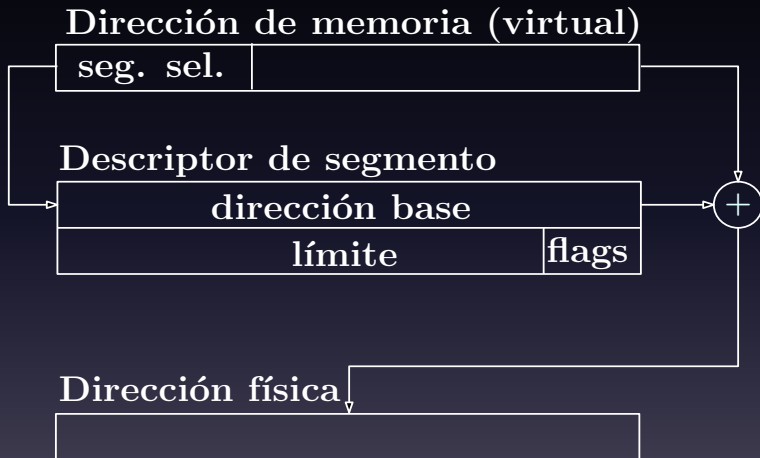 Dirección de memoria (virtual)
seg. sel.
Descriptor de segmento
dirección base
+
límite
flags
Dirección física